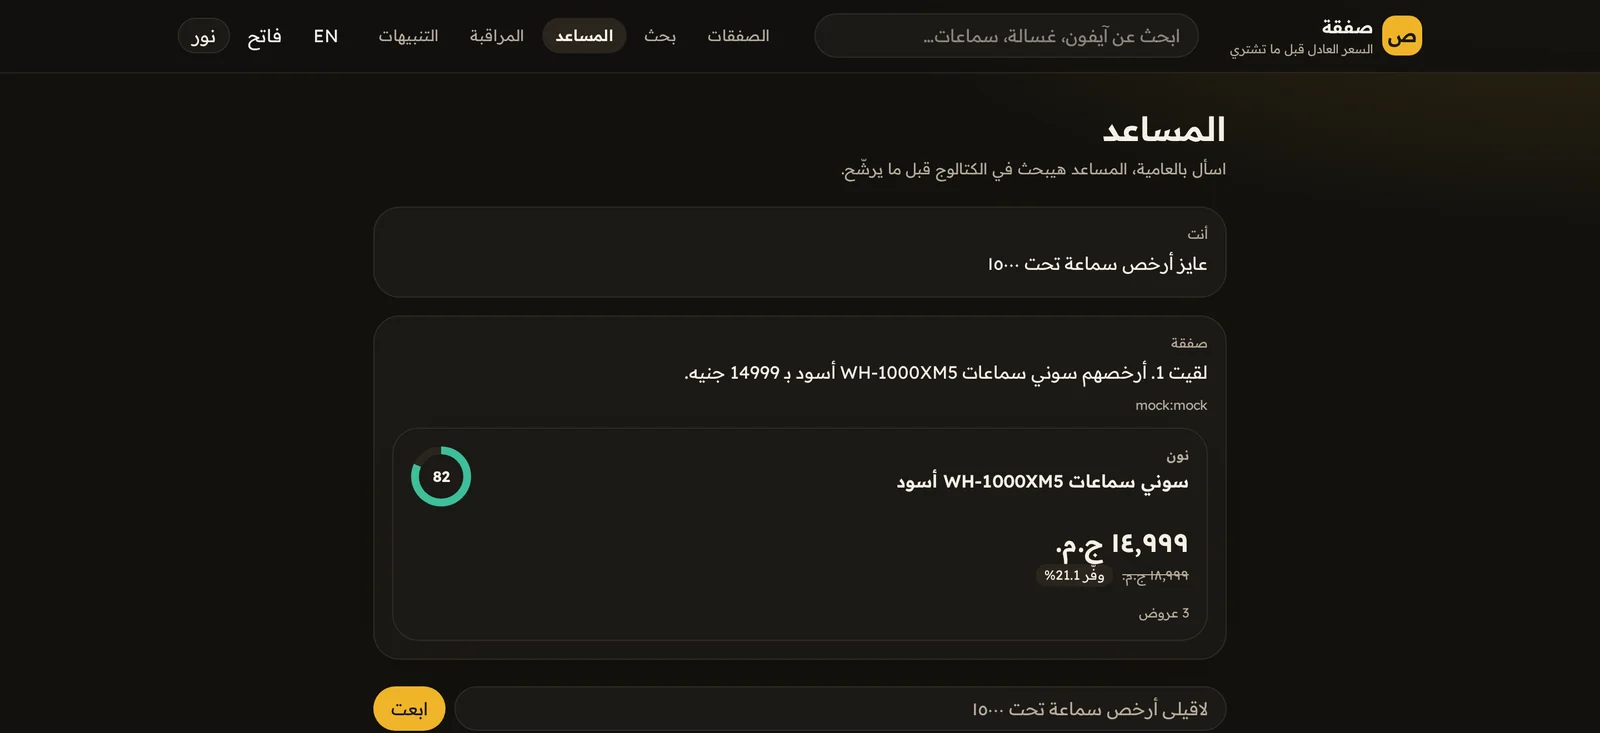 ص
صفقة
السعر العادل قبل ما تشتري
ابحث عن آيفون، غسالة، سماعات...
الصفقات
بحث
المساعد
المراقبة
التنبيهات
EN
فاتح
نور
المساعد
اسأل بالعامية، المساعد هيبحث في الكتالوج قبل ما يرشّح.
أنت
عايز أرخص سماعة تحت ١٥٠٠٠
صفقة
لقيت 1. أرخصهم سوني سماعات WH-1000XM5 أسود بـ 14999 جنيه.
mock:mock
نون
82
سوني سماعات WH-1000XM5 أسود
١٤,٩٩٩ ج.م.
١٨,٩٩٩ ج.م. وفّر 21.1%
3 عروض
لاقيلي أرخص سماعة تحت ١٥٠٠٠
ابعت